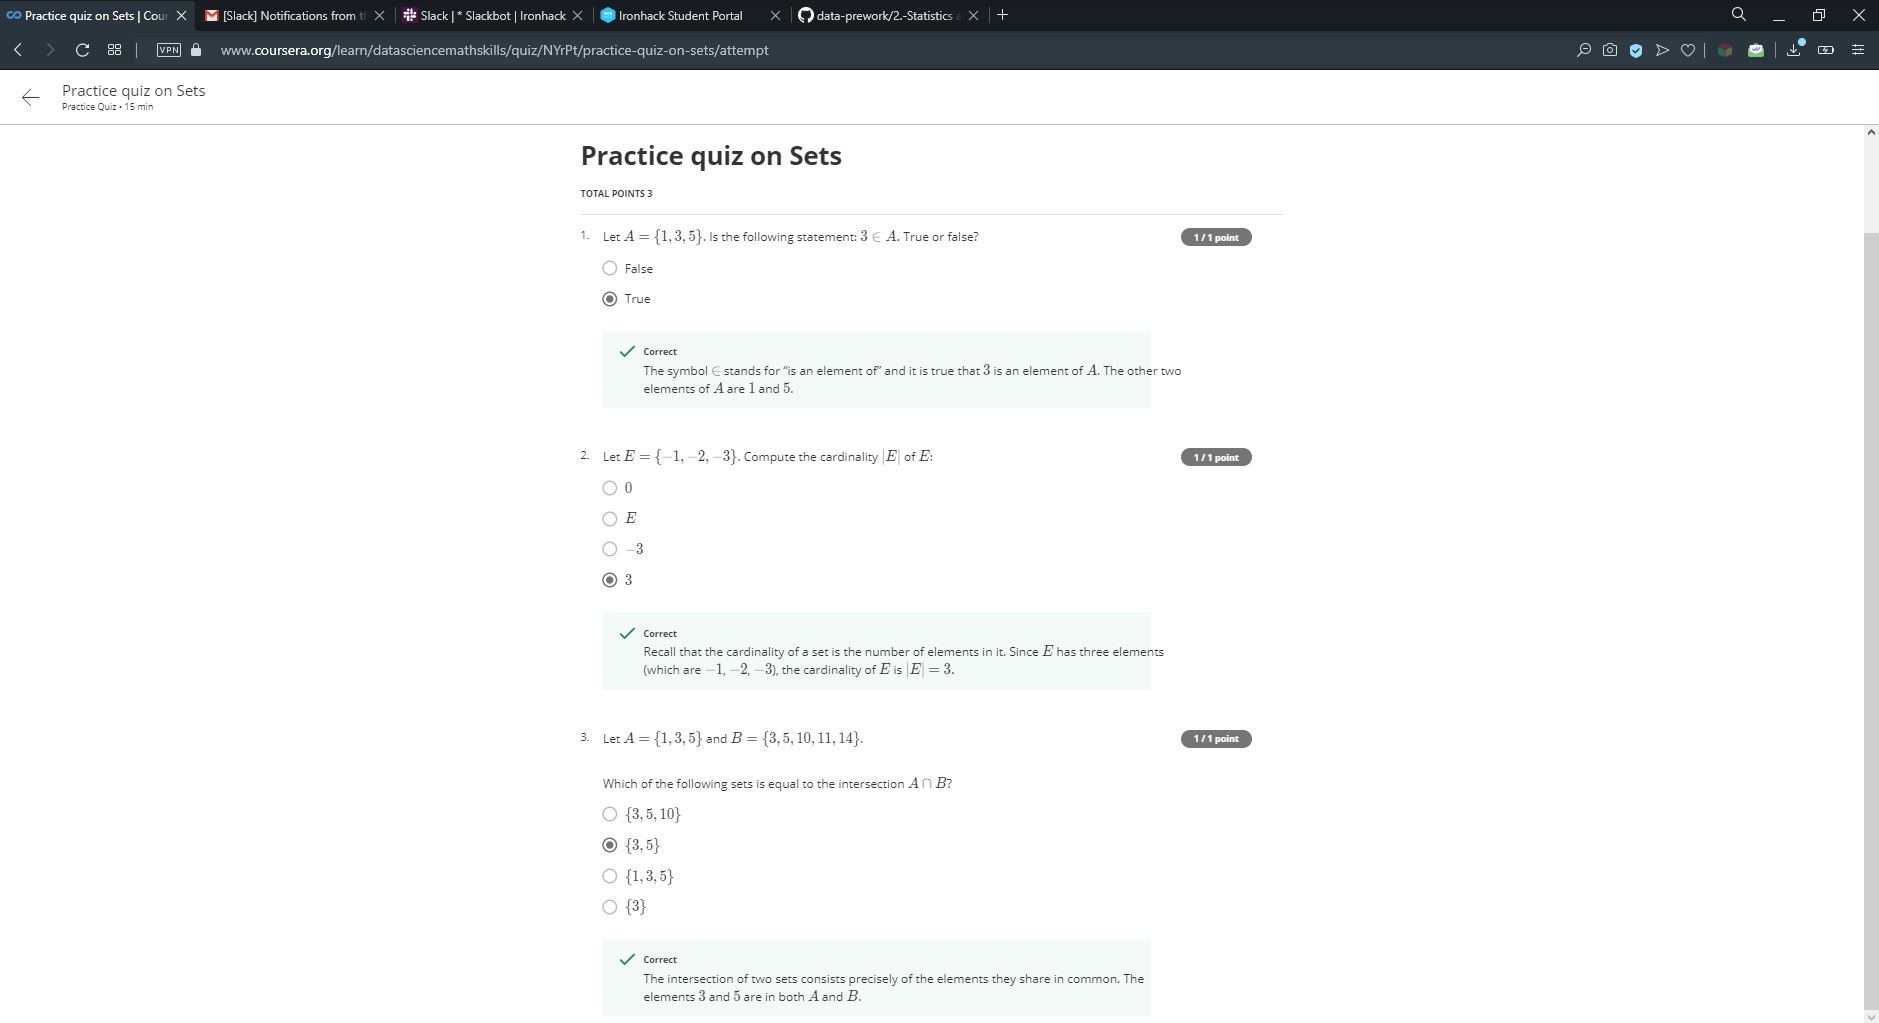 Practice quiz on Sets | Cour
[Slack] Notifications from th
Slack | * Slackbot | Ironhack
Ironhack Student Portal
data-prework/2.-Statistics a
VPN
www.coursera.org/learn/datasciencemathskills/quiz/NYrPt/practice-quiz-on-sets/attempt
Practice quiz on Sets
Practice Quiz • 15 min
Practice quiz on Sets
TOTAL POINTS 3
1. Let A = {1, 3, 5}. Is the following statement: 3 ∈ A. True or false?
1 / 1 point
False
True
Correct
The symbol ∈ stands for “is an element of” and it is true that 3 is an element of A. The other two
elements of A are 1 and 5.
2. Let E = {−1, −2, −3}. Compute the cardinality |E| of E:
1 / 1 point
0
E
−3
3
Correct
Recall that the cardinality of a set is the number of elements in it. Since E has three elements
(which are −1, −2, −3), the cardinality of E is |E| = 3.
3. Let A = {1, 3, 5} and B = {3, 5, 10, 11, 14}.
1 / 1 point
Which of the following sets is equal to the intersection A ∩ B?
{3, 5, 10}
{3, 5}
{1, 3, 5}
{3}
Correct
The intersection of two sets consists precisely of the elements they share in common. The
elements 3 and 5 are in both A and B.